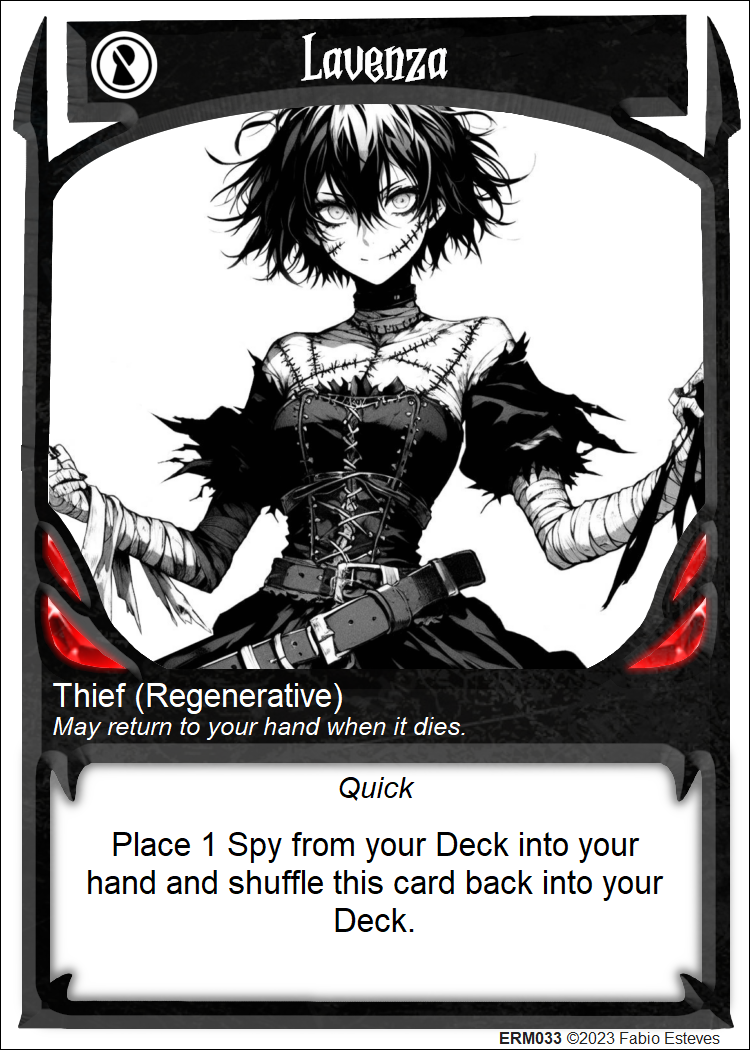 Lavenza
Thief (Regenerative)
May return to your hand when it dies.
Quick
Place 1 Spy from your Deck into your
hand and shuffle this card back into your
Deck.
ERM033 ©2023 Fabio Esteves